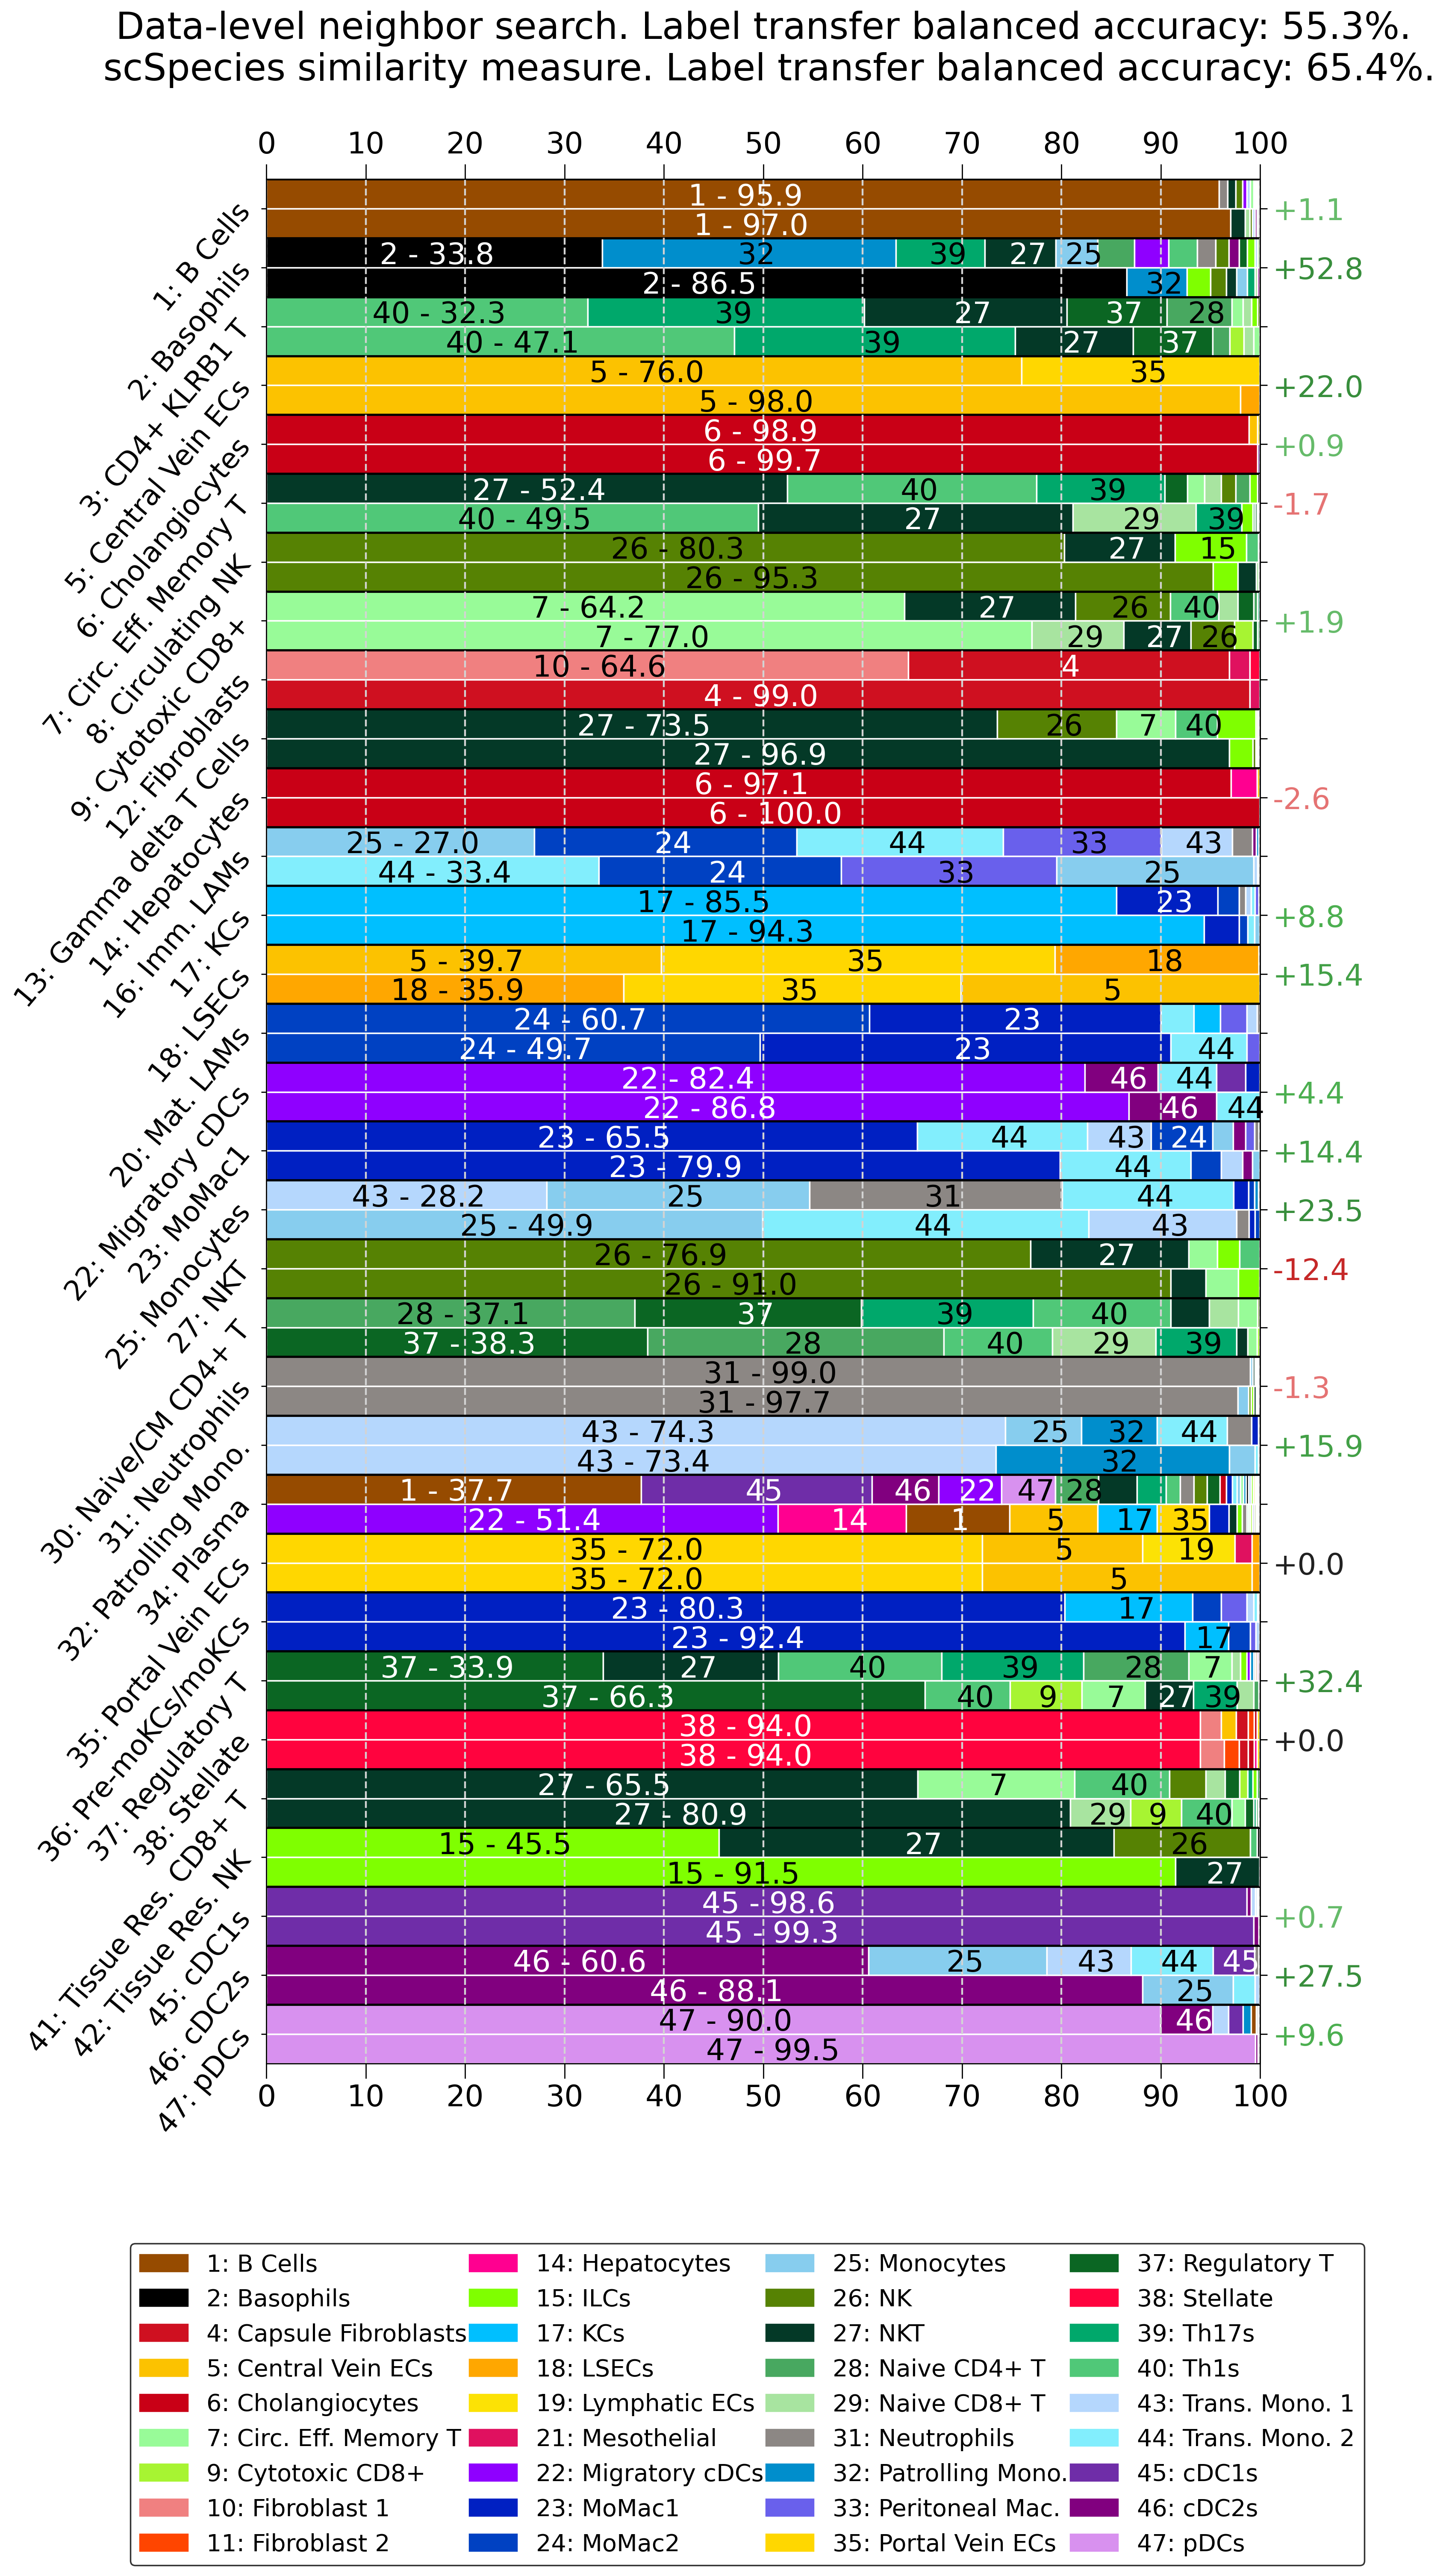 Data-level neighbor search. Label transfer balanced accuracy: 55.3%.
scSpecies similarity measure. Label transfer balanced accuracy: 65.4%.
0 10 20 30 40 50 60 70 80 90 100
1: B Cells
1 - 95.9
1 - 97.0
+1.1
2: Basophils
2 - 33.8 32 39 27 25
2 - 86.5 32
+52.8
3: CD4+ KLRB1 T
40 - 32.3 39 27 37 28
40 - 47.1 39 27 37
5: Central Vein ECs
5 - 76.0 35
5 - 98.0
+22.0
6: Cholangiocytes
6 - 98.9
6 - 99.7
+0.9
7: Circ. Eff. Memory T
27 - 52.4 40 39
40 - 49.5 27 29 39
-1.7
8: Circulating NK
26 - 80.3 27 15
26 - 95.3
9: Cytotoxic CD8+
7 - 64.2 27 26 40
7 - 77.0 29 27 26
+1.9
12: Fibroblasts
10 - 64.6 4
4 - 99.0
13: Gamma delta T Cells
27 - 73.5 26 7 40
27 - 96.9
14: Hepatocytes
6 - 97.1
6 - 100.0
-2.6
16: Imm. LAMs
25 - 27.0 24 44 33 43
44 - 33.4 24 33 25
17: KCs
17 - 85.5 23
17 - 94.3
+8.8
18: LSECs
5 - 39.7 35 18
18 - 35.9 35 5
+15.4
20: Mat. LAMs
24 - 60.7 23
24 - 49.7 23 44
22: Migratory cDCs
22 - 82.4 46 44
22 - 86.8 46 44
+4.4
23: MoMac1
23 - 65.5 44 43 24
23 - 79.9 44
+14.4
25: Monocytes
43 - 28.2 25 31 44
25 - 49.9 44 43
+23.5
27: NKT
26 - 76.9 27
26 - 91.0
-12.4
30: Naive/CM CD4+ T
28 - 37.1 37 39 40
37 - 38.3 28 40 29 39
31: Neutrophils
31 - 99.0
31 - 97.7
-1.3
32: Patrolling Mono.
43 - 74.3 25 32 44
43 - 73.4 32
+15.9
34: Plasma
1 - 37.7 45 46 22 47 28
22 - 51.4 14 1 5 17 35
35: Portal Vein ECs
35 - 72.0 5 19
35 - 72.0 5
+0.0
36: Pre-moKCs/moKCs
23 - 80.3 17
23 - 92.4 17
37: Regulatory T
37 - 33.9 27 40 39 28 7
37 - 66.3 40 9 7 27 39
+32.4
38: Stellate
38 - 94.0
38 - 94.0
+0.0
41: Tissue Res. CD8+ T
27 - 65.5 7 40
27 - 80.9 29 9 40
42: Tissue Res. NK
15 - 45.5 27 26
15 - 91.5 27
45: cDC1s
45 - 98.6
45 - 99.3
+0.7
46: cDC2s
46 - 60.6 25 43 44 45
46 - 88.1 25
+27.5
47: pDCs
47 - 90.0 46
47 - 99.5
+9.6
0 10 20 30 40 50 60 70 80 90 100
1: B Cells
2: Basophils
4: Capsule Fibroblasts
5: Central Vein ECs
6: Cholangiocytes
7: Circ. Eff. Memory T
9: Cytotoxic CD8+
10: Fibroblast 1
11: Fibroblast 2
14: Hepatocytes
15: ILCs
17: KCs
18: LSECs
19: Lymphatic ECs
21: Mesothelial
22: Migratory cDCs
23: MoMac1
24: MoMac2
25: Monocytes
26: NK
27: NKT
28: Naive CD4+ T
29: Naive CD8+ T
31: Neutrophils
32: Patrolling Mono.
33: Peritoneal Mac.
35: Portal Vein ECs
37: Regulatory T
38: Stellate
39: Th17s
40: Th1s
43: Trans. Mono. 1
44: Trans. Mono. 2
45: cDC1s
46: cDC2s
47: pDCs